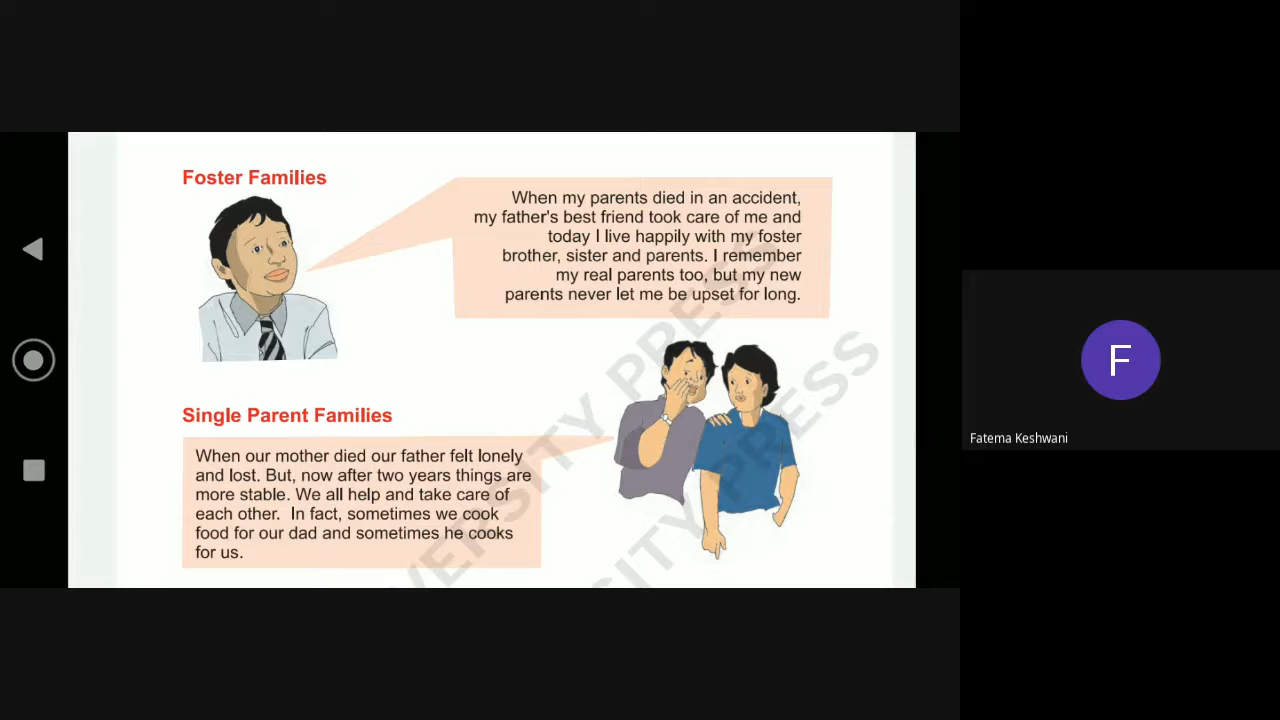 Foster Families
When my parents died in an accident,
my father's best friend took care of me and
today I live happily with my foster
brother, sister and parents. I remember
my real parents too, but my new
parents never let me be upset for long.
Single Parent Families
When our mother died our father felt lonely
and lost. But, now after two years things are
more stable. We all help and take care of
each other. In fact, sometimes we cook
food for our dad and sometimes he cooks
for us.
VERSITY PRESS
SITY PRESS
F
Fatema Keshwani